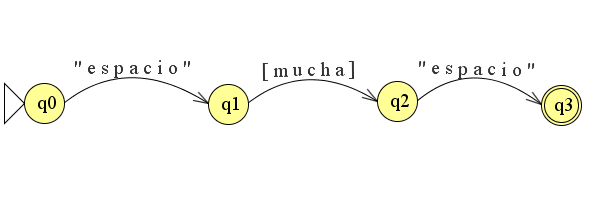 "espacio" [mucha] "espacio"
q0 q1 q2 q3